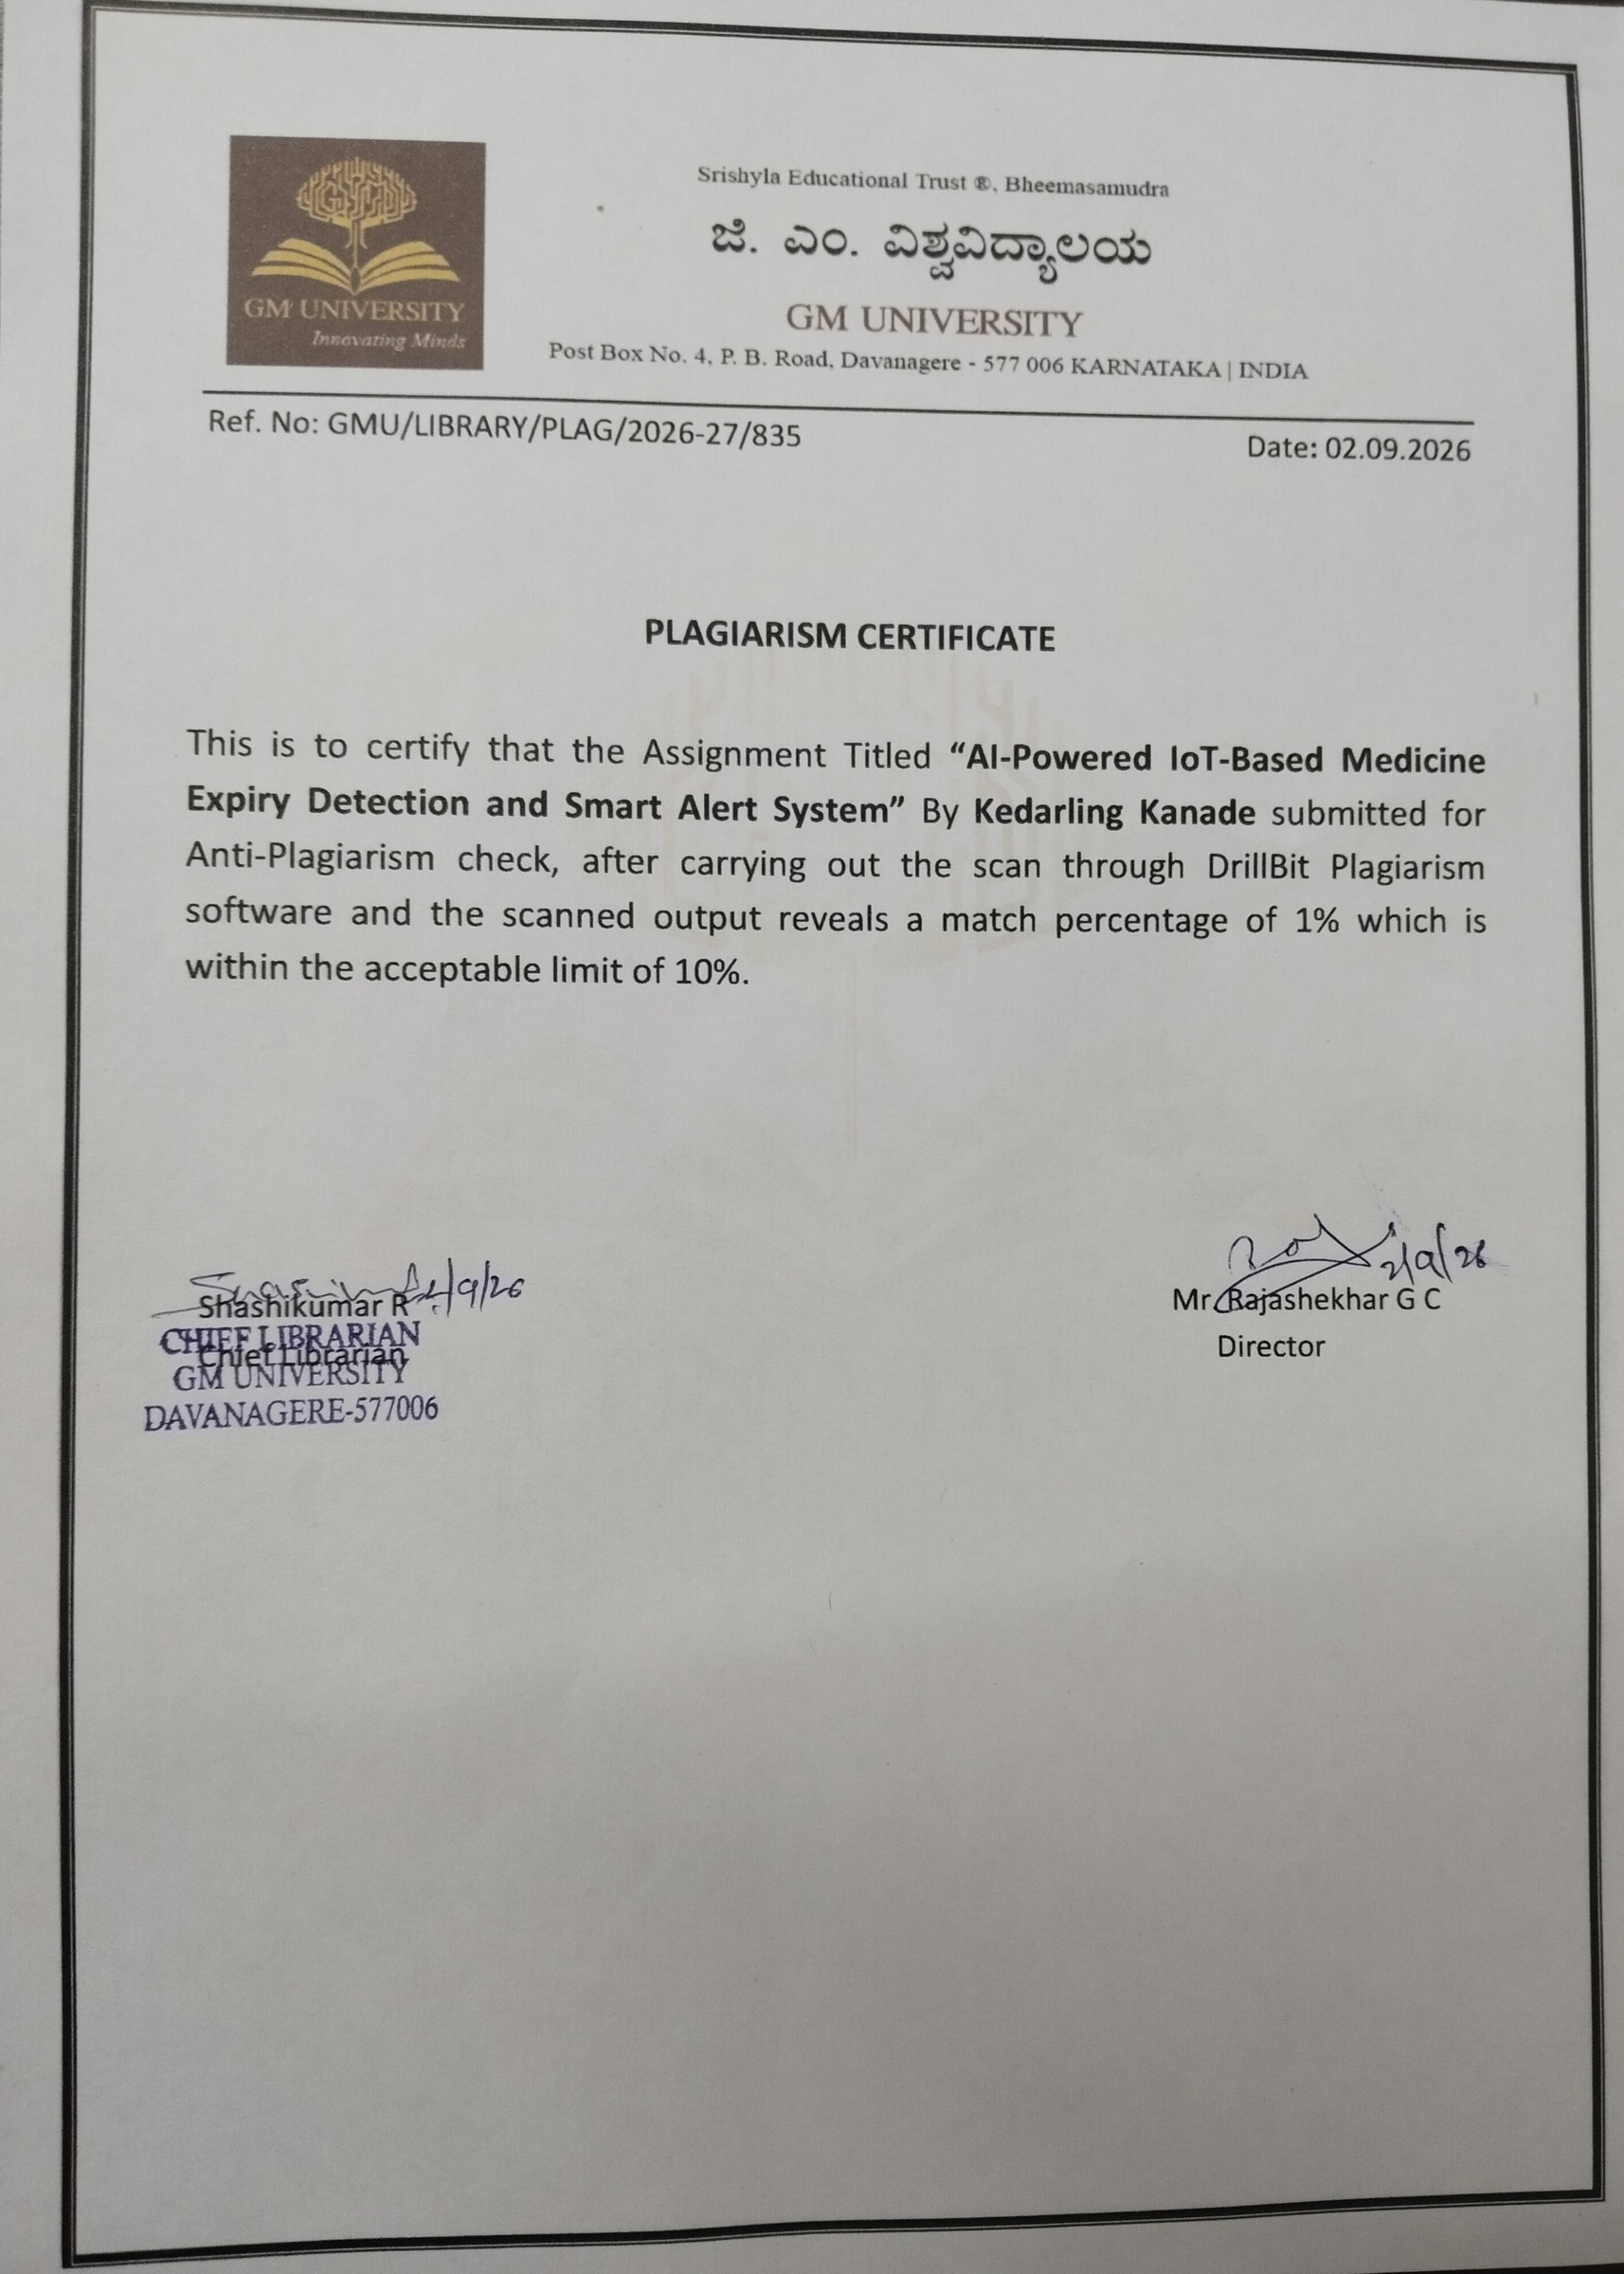 GM UNIVERSITY
Innovating Minds
Srishyla Educational Trust ®, Bheemasamudra
ಜಿ. ಎಂ. ವಿಶ್ವವಿದ್ಯಾಲಯ
GM UNIVERSITY
Post Box No. 4, P. B. Road, Davanagere - 577 006 KARNATAKA | INDIA
Ref. No: GMU/LIBRARY/PLAG/2026-27/835
Date: 02.09.2026
PLAGIARISM CERTIFICATE
This is to certify that the Assignment Titled “AI-Powered IoT-Based Medicine
Expiry Detection and Smart Alert System” By Kedarling Kanade submitted for
Anti-Plagiarism check, after carrying out the scan through DrillBit Plagiarism
software and the scanned output reveals a match percentage of 1% which is
within the acceptable limit of 10%.
Shashikumar R
CHIEF LIBRARIAN
Chief Librarian
GM UNIVERSITY
DAVANAGERE-577006
2/9/26
Mr. Rajashekhar G C
Director